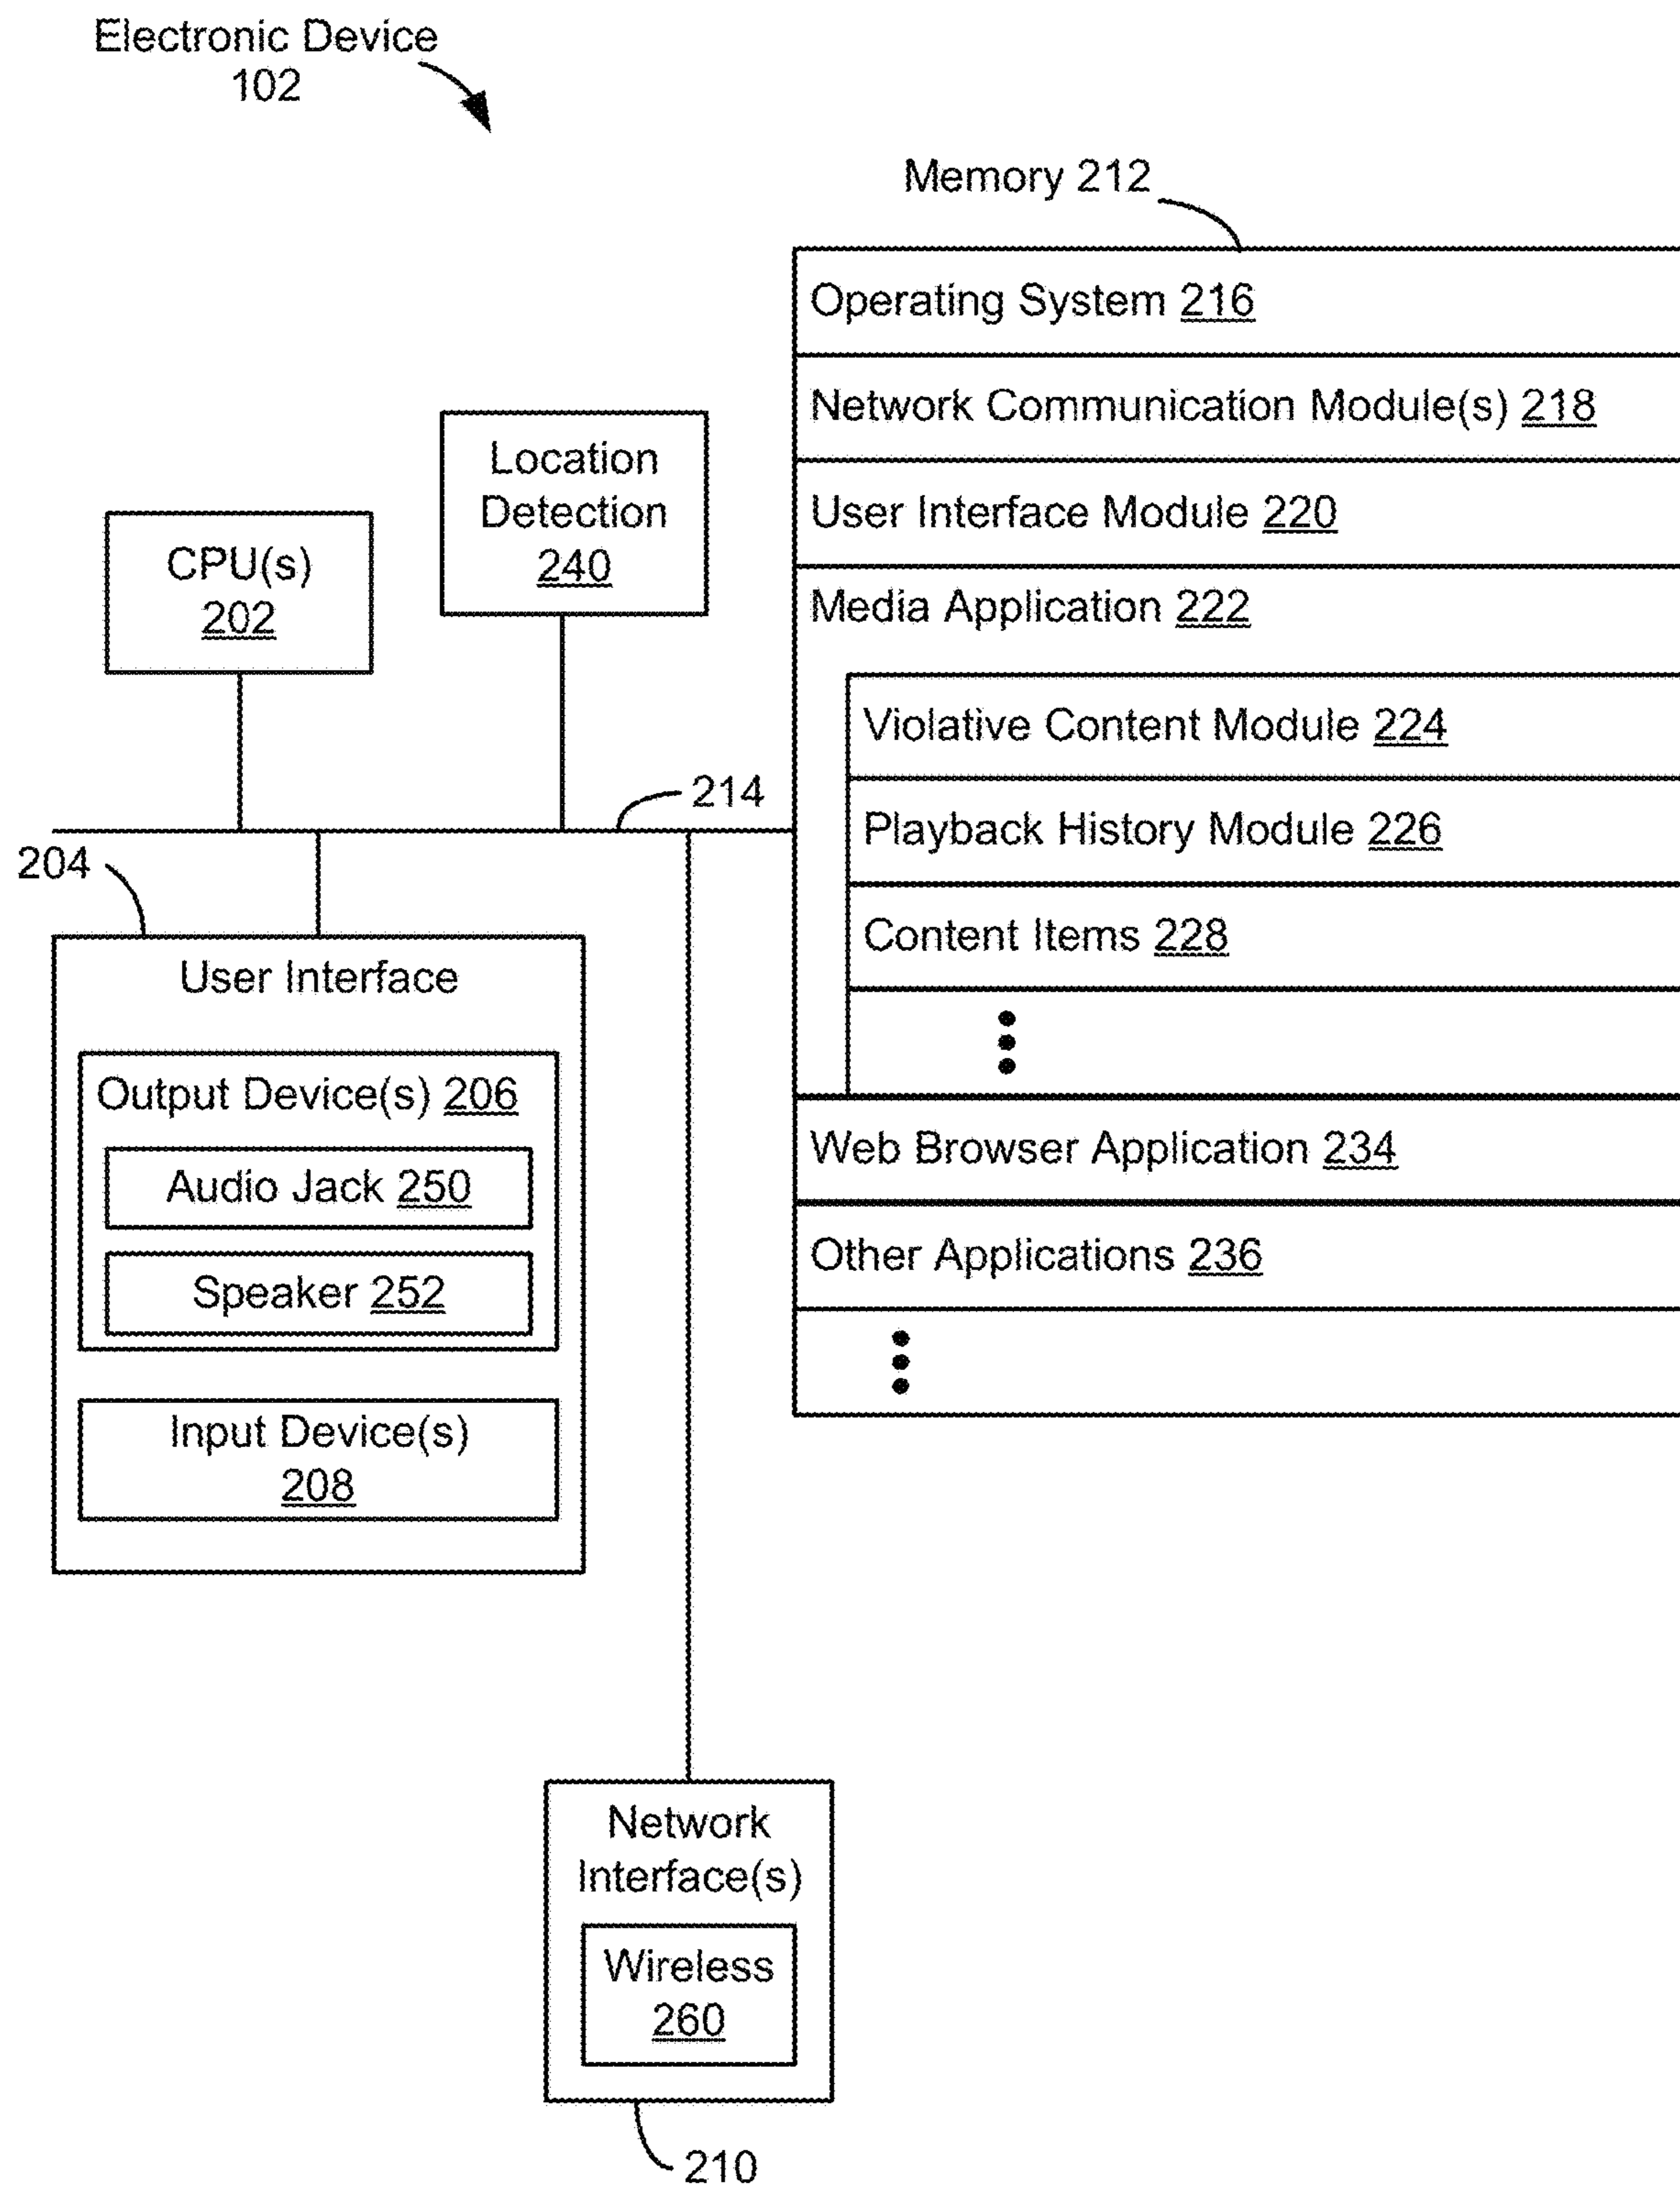 Electronic Device
102
Memory 212
Operating System 216
Network Communication Module(s) 218
User Interface Module 220
Media Application 222
Violative Content Module 224
Playback History Module 226
Content Items 228
Web Browser Application 234
Other Applications 236
Location
Detection
240
CPU(s)
202
214
204
User Interface
Output Device(s) 206
Audio Jack 250
Speaker 252
Input Device(s)
208
Network
Interface(s)
Wireless
260
210